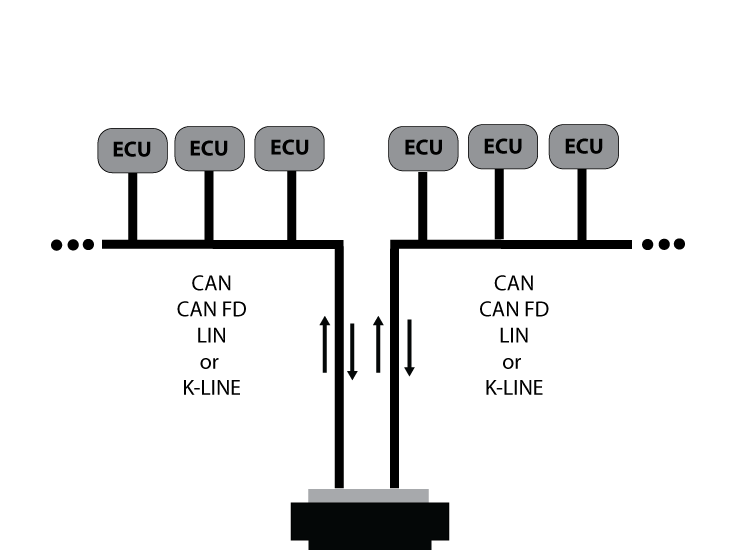 ECU ECU ECU ECU ECU ECU
CAN
CAN FD
LIN
or
K-LINE
CAN
CAN FD
LIN
or
K-LINE